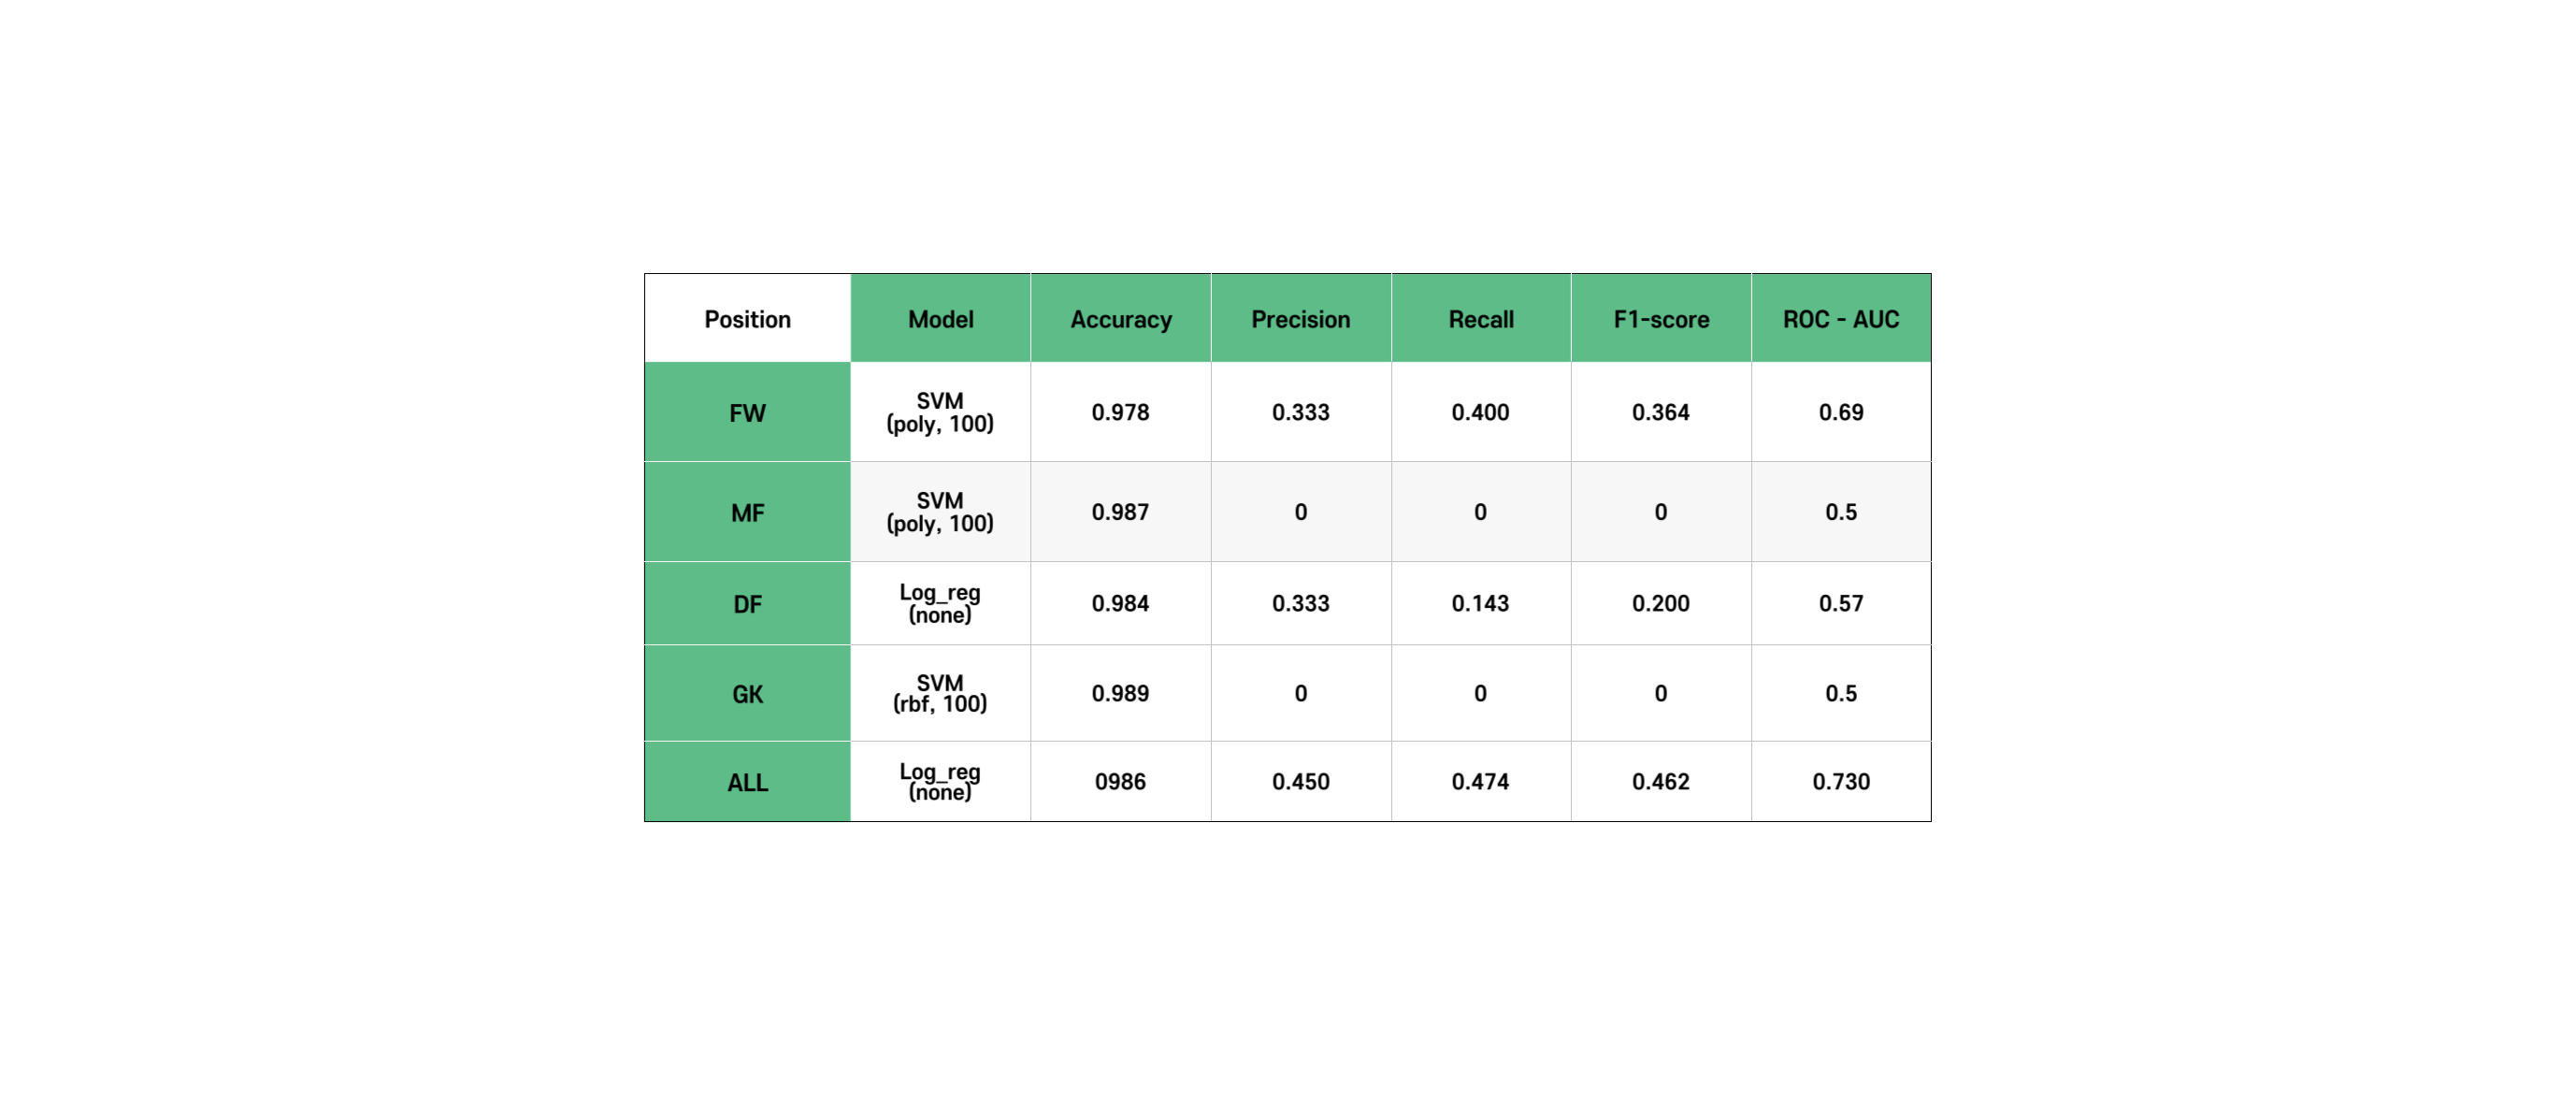 Position Model Accuracy Precision Recall F1-score ROC - AUC
FW SVM (poly, 100) 0.978 0.333 0.400 0.364 0.69
MF SVM (poly, 100) 0.987 0 0 0 0.5
DF Log_reg (none) 0.984 0.333 0.143 0.200 0.57
GK SVM (rbf, 100) 0.989 0 0 0 0.5
ALL Log_reg (none) 0986 0.450 0.474 0.462 0.730